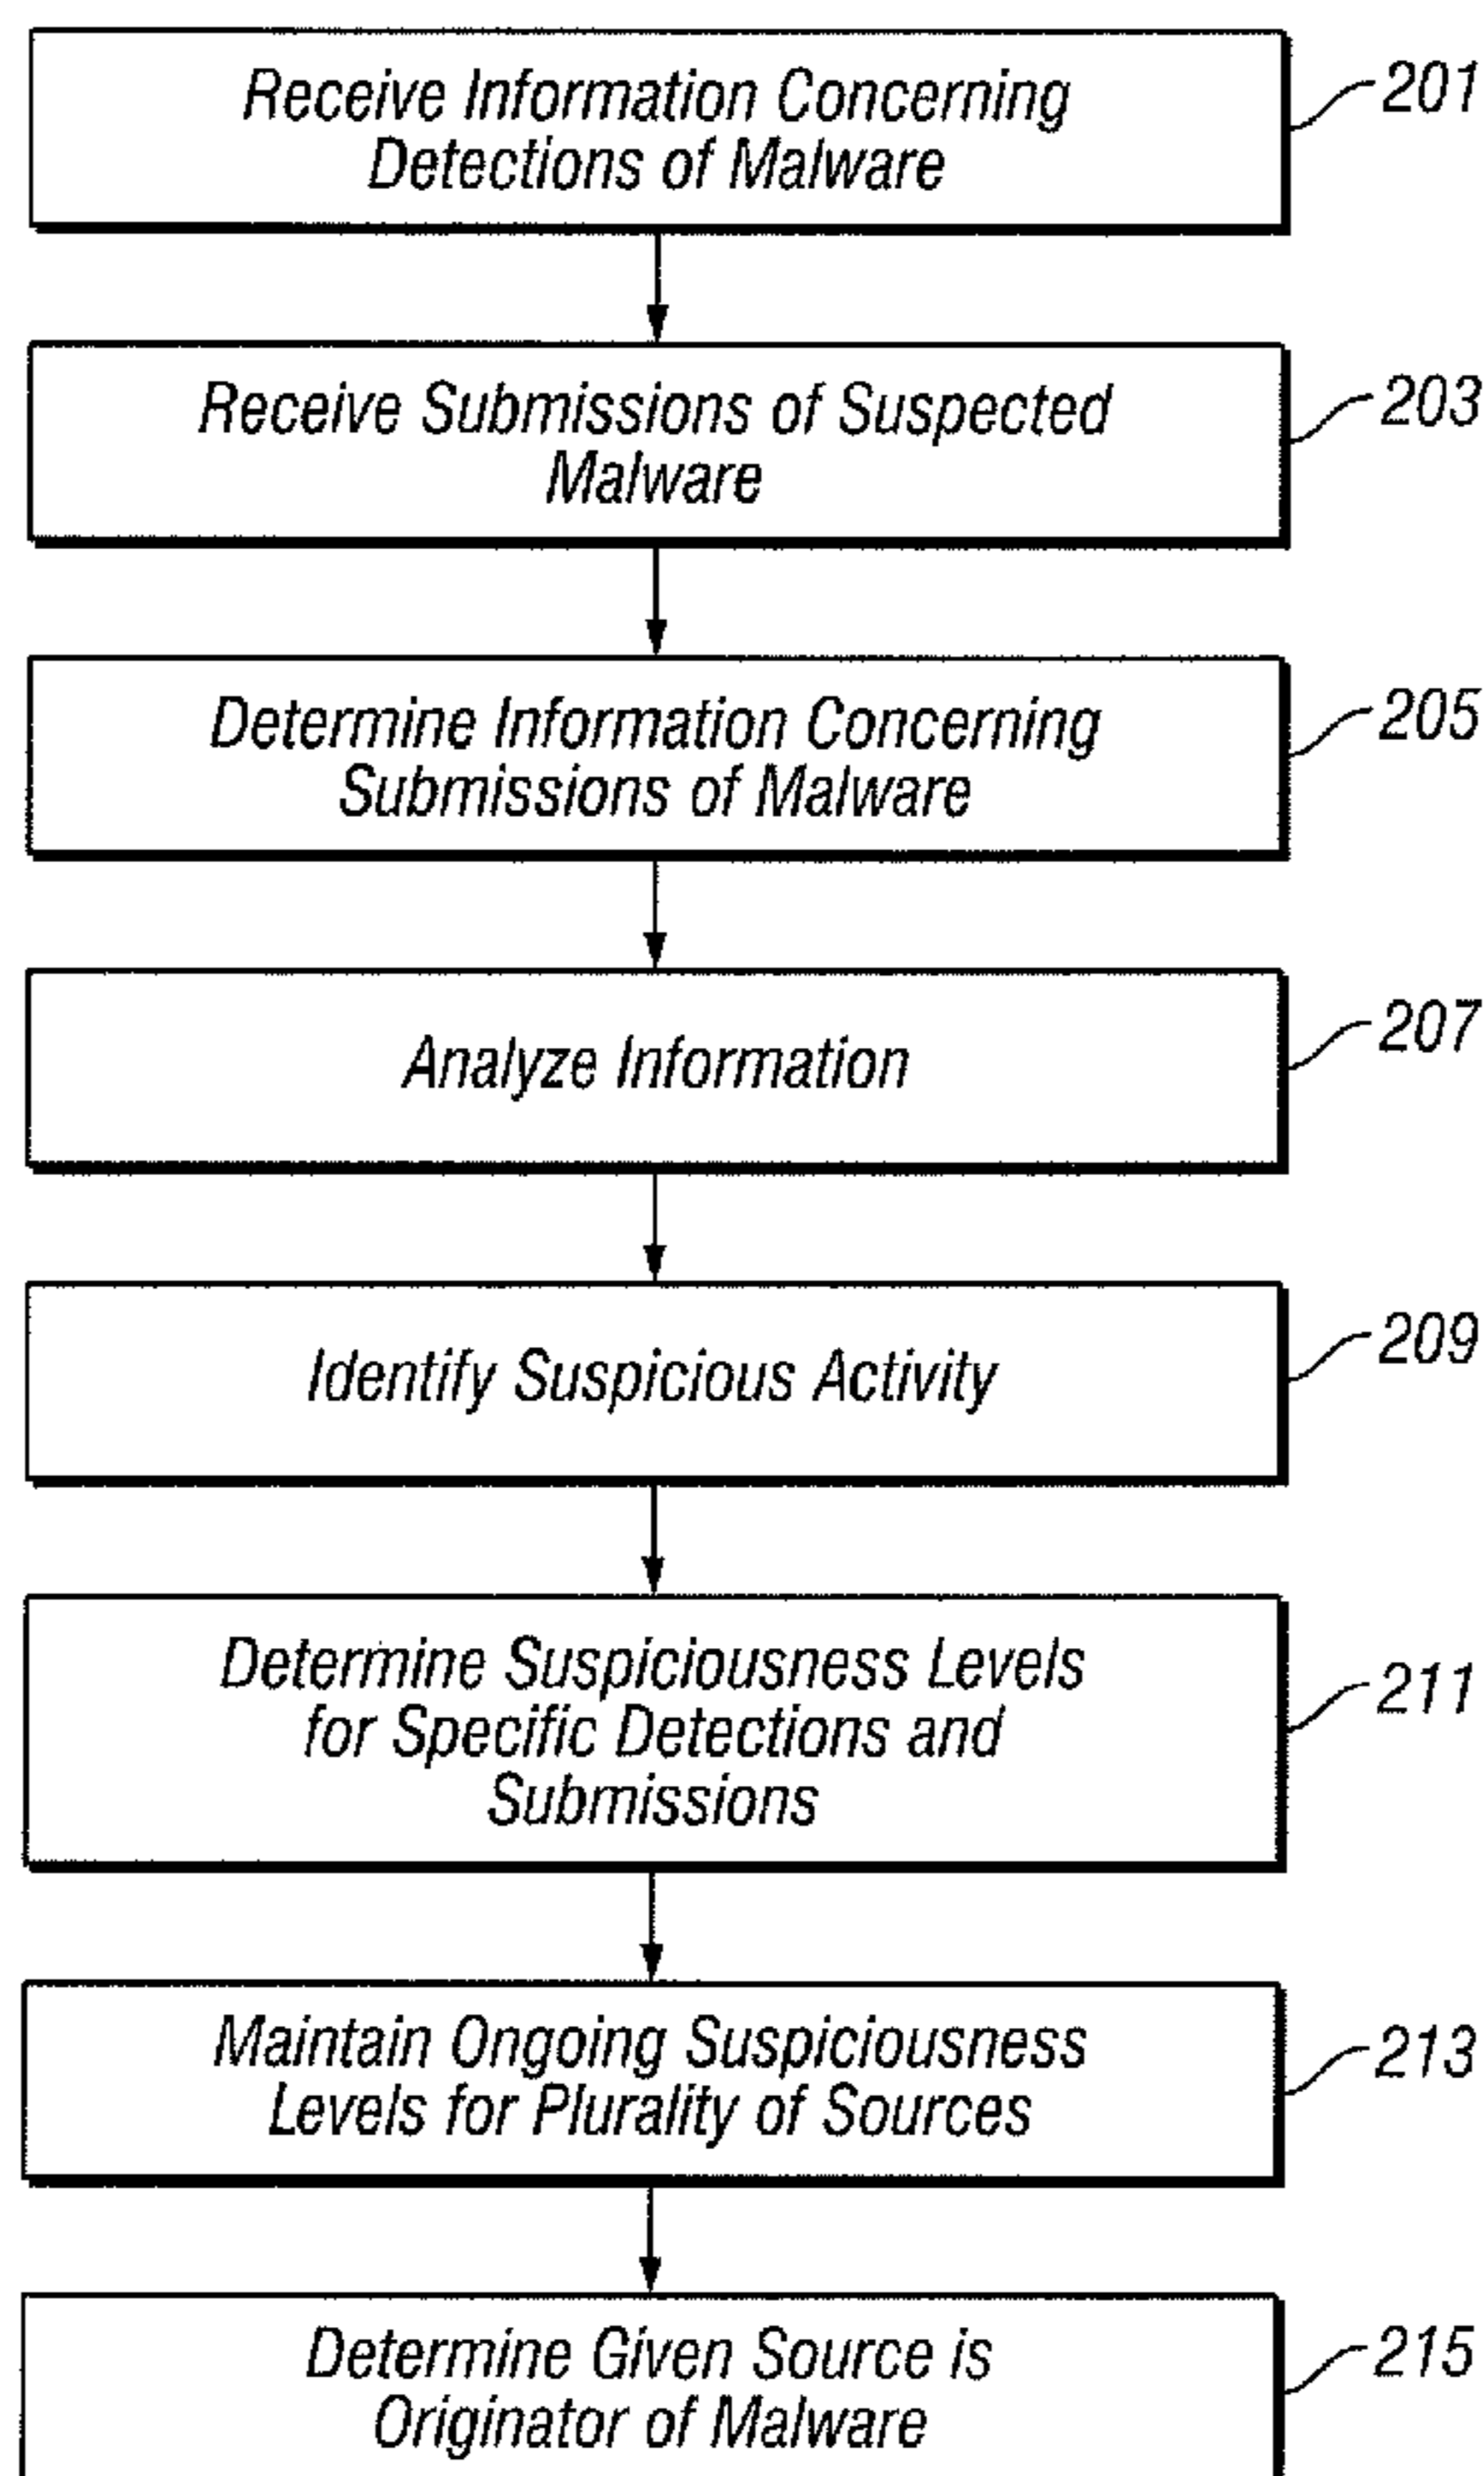 Receive Information Concerning
Detections of Malware
201
Receive Submissions of Suspected
Malware
203
Determine Information Concerning
Submissions of Malware
205
Analyze Information
207
Identify Suspicious Activity
209
Determine Suspiciousness Levels
for Specific Detections and
Submissions
211
Maintain Ongoing Suspiciousness
Levels for Plurality of Sources
213
Determine Given Source is
Originator of Malware
215